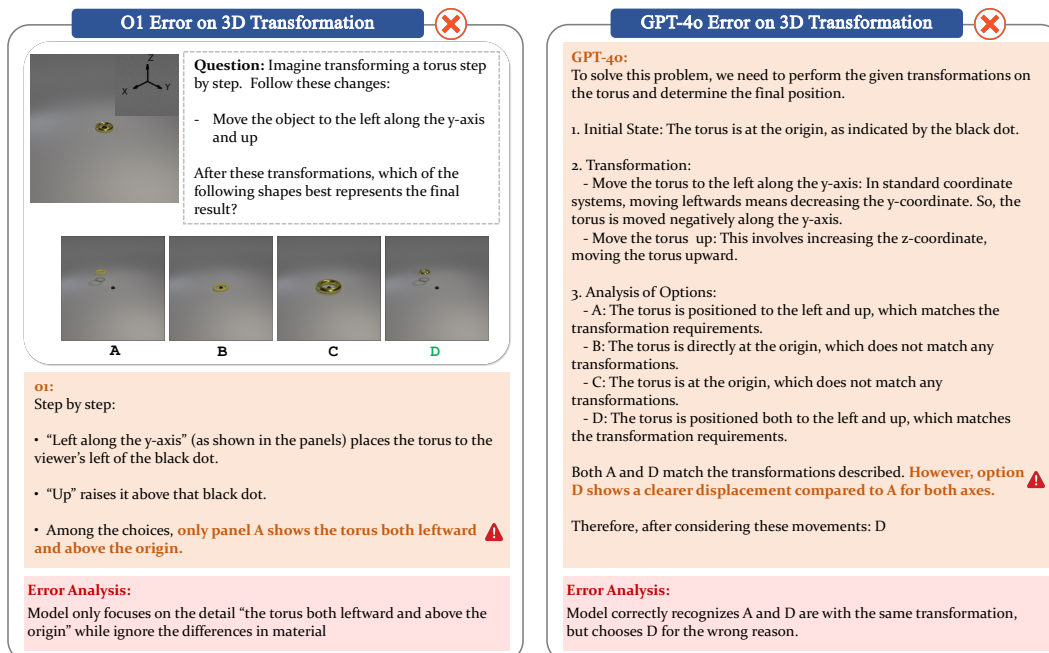 O1 Error on 3D Transformation
Z
X
Y
Question: Imagine transforming a torus step
by step. Follow these changes:
- Move the object to the left along the y-axis
and up
After these transformations, which of the
following shapes best represents the final
result?
A
B
C
D
o1:
Step by step:
• “Left along the y-axis” (as shown in the panels) places the torus to the
viewer’s left of the black dot.
• “Up” raises it above that black dot.
• Among the choices, only panel A shows the torus both leftward
and above the origin.
Error Analysis:
Model only focuses on the detail “the torus both leftward and above the
origin” while ignore the differences in material
GPT-4o Error on 3D Transformation
GPT-4o:
To solve this problem, we need to perform the given transformations on
the torus and determine the final position.
1. Initial State: The torus is at the origin, as indicated by the black dot.
2. Transformation:
- Move the torus to the left along the y-axis: In standard coordinate
systems, moving leftwards means decreasing the y-coordinate. So, the
torus is moved negatively along the y-axis.
- Move the torus up: This involves increasing the z-coordinate,
moving the torus upward.
3. Analysis of Options:
- A: The torus is positioned to the left and up, which matches the
transformation requirements.
- B: The torus is directly at the origin, which does not match any
transformations.
- C: The torus is at the origin, which does not match any
transformations.
- D: The torus is positioned both to the left and up, which matches
the transformation requirements.
Both A and D match the transformations described. However, option
D shows a clearer displacement compared to A for both axes.
Therefore, after considering these movements: D
Error Analysis:
Model correctly recognizes A and D are with the same transformation,
but chooses D for the wrong reason.